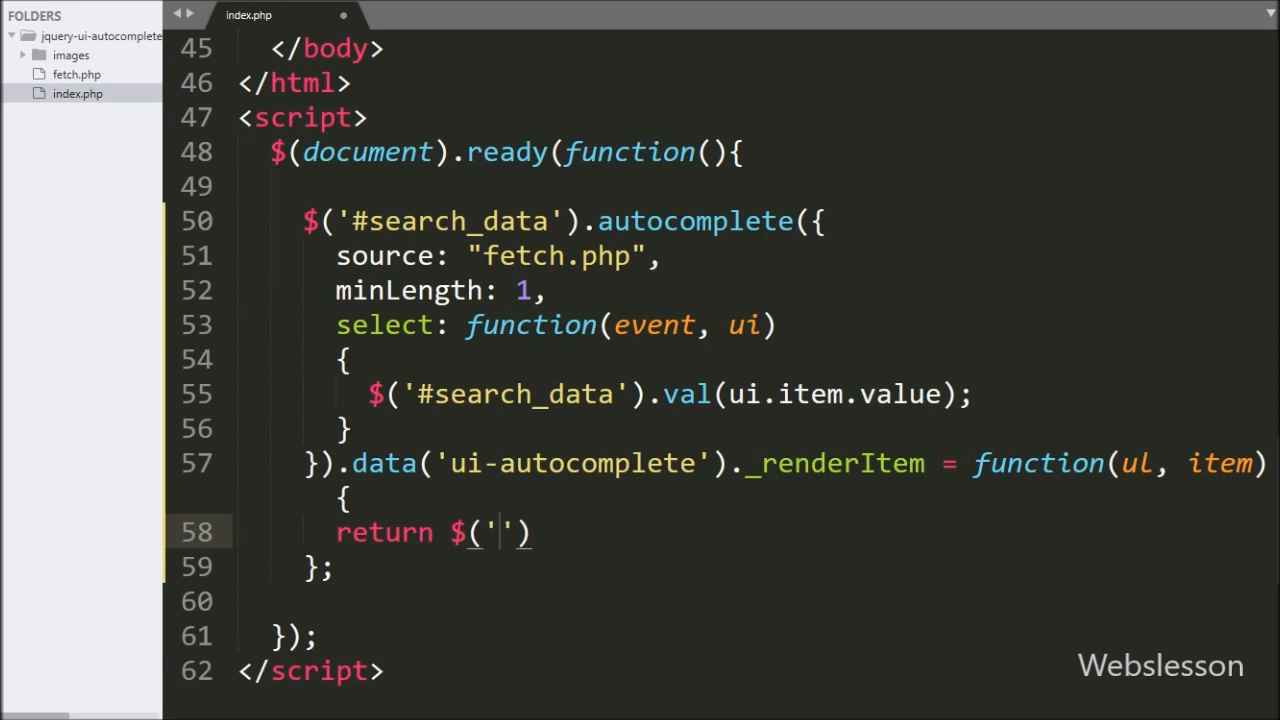 FOLDERS
jquery-ui-autocomplete
images
fetch.php
index.php
index.php
45 </body>
46 </html>
47 <script>
48 $(document).ready(function(){
49
50 $('#search_data').autocomplete({
51 source: "fetch.php",
52 minLength: 1,
53 select: function(event, ui)
54 {
55 $('#search_data').val(ui.item.value);
56 }
57 }).data('ui-autocomplete')._renderItem = function(ul, item)
{
58 return $('')
59 };
60
61 });
62 </script>
Webslesson